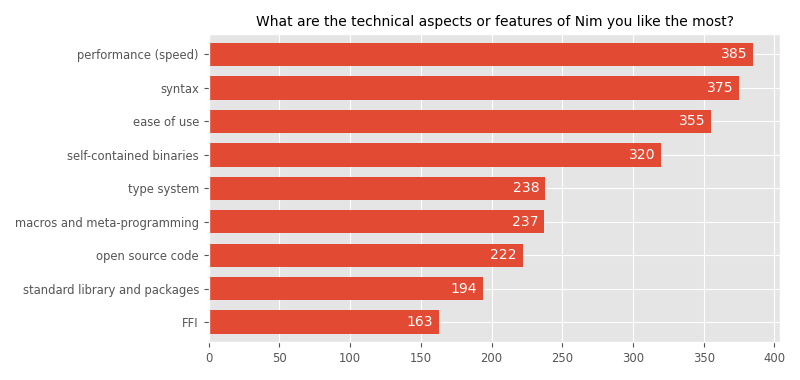 What are the technical aspects or features of Nim you like the most?
performance (speed) 385
syntax 375
ease of use 355
self-contained binaries 320
type system 238
macros and meta-programming 237
open source code 222
standard library and packages 194
FFI 163
0 50 100 150 200 250 300 350 400